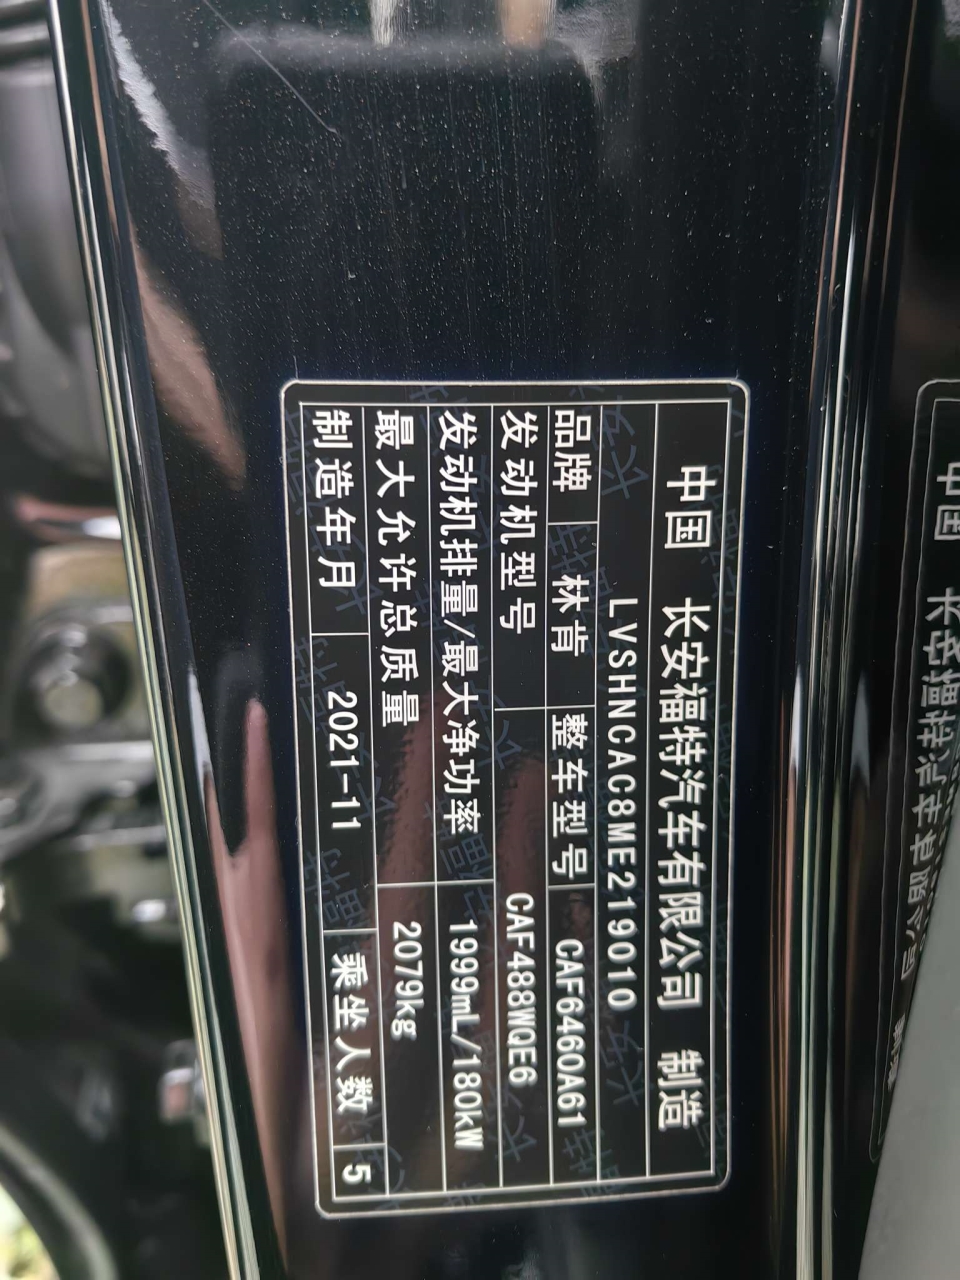 中国 长安福特汽车有限公司 制造
LVSHNCAC8ME219010
品牌 林肯 整车型号 CAF6460A61
发动机型号 CAF488WQE6
发动机排量/最大净功率 1999mL/180kW
最大允许总质量 2079kg
制造年月 2021-11 乘坐人数 5